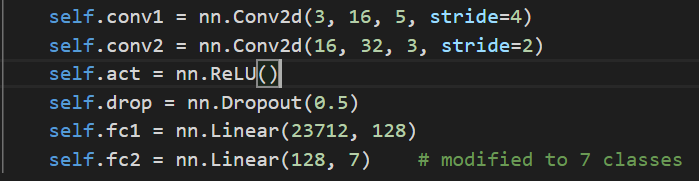 self.conv1 = nn.Conv2d(3, 16, 5, stride=4)
self.conv2 = nn.Conv2d(16, 32, 3, stride=2)
self.act = nn.ReLU()
self.drop = nn.Dropout(0.5)
self.fc1 = nn.Linear(23712, 128)
self.fc2 = nn.Linear(128, 7)    # modified to 7 classes